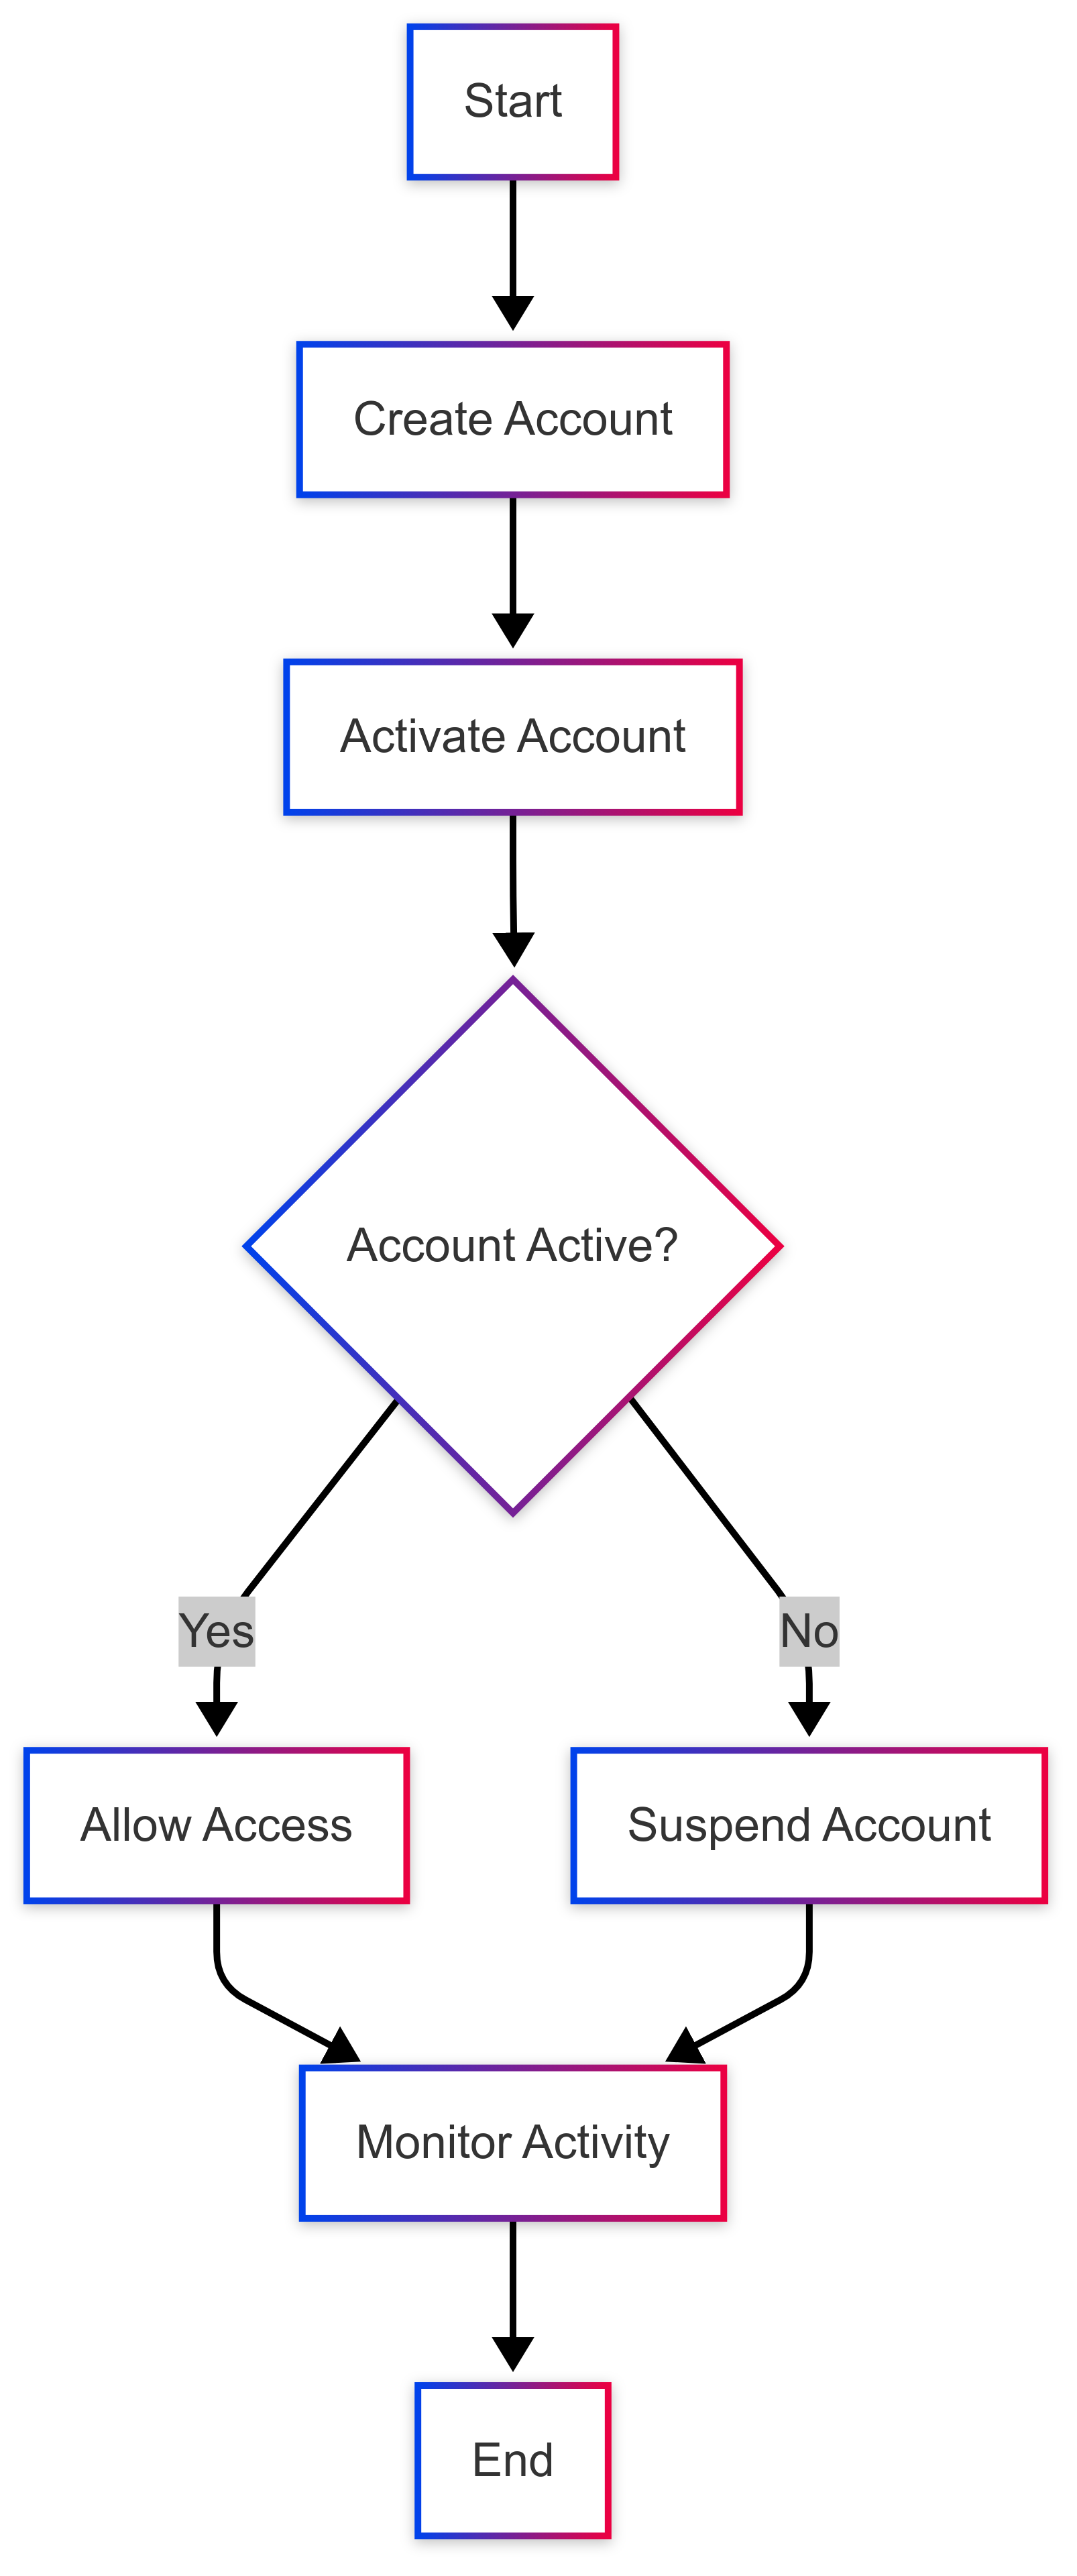 Start
Create Account
Activate Account
Account Active?
Yes
No
Allow Access
Suspend Account
Monitor Activity
End